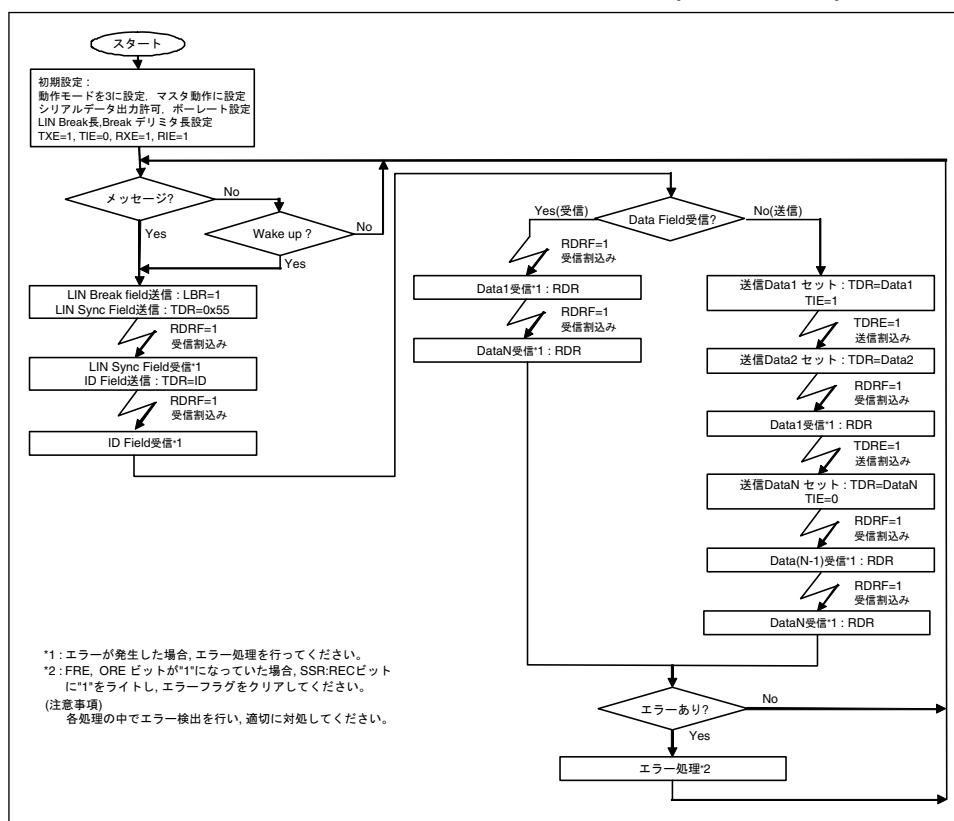 スタート
初期設定 :
動作モードを3に設定, マスタ動作に設定
シリアルデータ出力許可, ボーレート設定
LIN Break長,Break デリミタ長設定
TXE=1, TIE=0, RXE=1, RIE=1
メッセージ?
No
Yes
Wake up ?
No
Yes
LIN Break field送信 : LBR=1
LIN Sync Field送信 : TDR=0x55
RDRF=1
受信割込み
LIN Sync Field受信*1
ID Field送信 : TDR=ID
RDRF=1
受信割込み
ID Field受信*1
Data Field受信?
Yes(受信)
No(送信)
RDRF=1
受信割込み
Data1受信*1 : RDR
RDRF=1
受信割込み
DataN受信*1 : RDR
送信Data1 セット : TDR=Data1
TIE=1
TDRE=1
送信割込み
送信Data2 セット : TDR=Data2
RDRF=1
受信割込み
Data1受信*1 : RDR
TDRE=1
送信割込み
送信DataN セット : TDR=DataN
TIE=0
RDRF=1
受信割込み
Data(N-1)受信*1 : RDR
RDRF=1
受信割込み
DataN受信*1 : RDR
エラーあり?
No
Yes
エラー処理*2
*1 : エラーが発生した場合, エラー処理を行ってください。
*2 : FRE, ORE ビットが"1"になっていた場合, SSR:RECビット
に"1"をライトし, エラーフラグをクリアしてください。
(注意事項)
各処理の中でエラー検出を行い, 適切に対処してください。